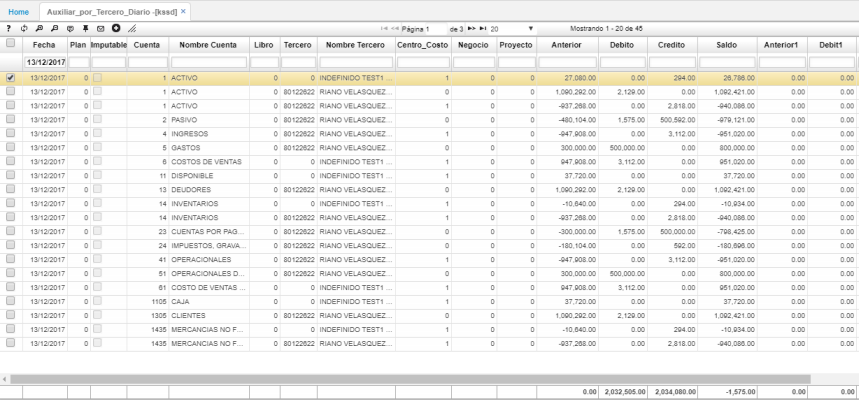 Home Auxiliar_por_Tercero_Diario -[kssd] ×
? Página 1 de 3 20 Mostrando 1 - 20 de 45
Fecha Plan Imputable Cuenta Nombre Cuenta Libro Tercero Nombre Tercero Centro_Costo Negocio Proyecto Anterior Debito Credito Saldo Anterior1 Debit1
13/12/2017
13/12/2017 0 1 ACTIVO 0 0 INDEFINIDO TEST1 ... 1 0 0 27,080.00 0.00 294.00 26,786.00 0.00 0.00
13/12/2017 0 1 ACTIVO 0 80122622 RIANO VELASQUEZ... 1 0 0 1,090,292.00 2,129.00 0.00 1,092,421.00 0.00 0.00
13/12/2017 0 1 ACTIVO 0 80122622 RIANO VELASQUEZ... 1 0 0 -937,268.00 0.00 2,818.00 -940,086.00 0.00 0.00
13/12/2017 0 2 PASIVO 0 80122622 RIANO VELASQUEZ... 1 0 0 -480,104.00 1,575.00 500,592.00 -979,121.00 0.00 0.00
13/12/2017 0 4 INGRESOS 0 80122622 RIANO VELASQUEZ... 1 0 0 -947,908.00 0.00 3,112.00 -951,020.00 0.00 0.00
13/12/2017 0 5 GASTOS 0 80122622 RIANO VELASQUEZ... 1 0 0 300,000.00 500,000.00 0.00 800,000.00 0.00 0.00
13/12/2017 0 6 COSTOS DE VENTAS 0 0 INDEFINIDO TEST1 ... 1 0 0 947,908.00 3,112.00 0.00 951,020.00 0.00 0.00
13/12/2017 0 11 DISPONIBLE 0 0 INDEFINIDO TEST1 ... 1 0 0 37,720.00 0.00 0.00 37,720.00 0.00 0.00
13/12/2017 0 13 DEUDORES 0 80122622 RIANO VELASQUEZ... 1 0 0 1,090,292.00 2,129.00 0.00 1,092,421.00 0.00 0.00
13/12/2017 0 14 INVENTARIOS 0 0 INDEFINIDO TEST1 ... 1 0 0 -10,640.00 0.00 294.00 -10,934.00 0.00 0.00
13/12/2017 0 14 INVENTARIOS 0 80122622 RIANO VELASQUEZ... 1 0 0 -937,268.00 0.00 2,818.00 -940,086.00 0.00 0.00
13/12/2017 0 23 CUENTAS POR PAG... 0 80122622 RIANO VELASQUEZ... 1 0 0 -300,000.00 1,575.00 500,000.00 -798,425.00 0.00 0.00
13/12/2017 0 24 IMPUESTOS, GRAVA... 0 80122622 RIANO VELASQUEZ... 1 0 0 -180,104.00 0.00 592.00 -180,696.00 0.00 0.00
13/12/2017 0 41 OPERACIONALES 0 80122622 RIANO VELASQUEZ... 1 0 0 -947,908.00 0.00 3,112.00 -951,020.00 0.00 0.00
13/12/2017 0 51 OPERACIONALES D... 0 80122622 RIANO VELASQUEZ... 1 0 0 300,000.00 500,000.00 0.00 800,000.00 0.00 0.00
13/12/2017 0 61 COSTO DE VENTAS ... 0 0 INDEFINIDO TEST1 ... 1 0 0 947,908.00 3,112.00 0.00 951,020.00 0.00 0.00
13/12/2017 0 1105 CAJA 0 0 INDEFINIDO TEST1 ... 1 0 0 37,720.00 0.00 0.00 37,720.00 0.00 0.00
13/12/2017 0 1305 CLIENTES 0 80122622 RIANO VELASQUEZ... 1 0 0 1,090,292.00 2,129.00 0.00 1,092,421.00 0.00 0.00
13/12/2017 0 1435 MERCANCIAS NO F... 0 0 INDEFINIDO TEST1 ... 1 0 0 -10,640.00 0.00 294.00 -10,934.00 0.00 0.00
13/12/2017 0 1435 MERCANCIAS NO F... 0 80122622 RIANO VELASQUEZ... 1 0 0 -937,268.00 0.00 2,818.00 -940,086.00 0.00 0.00
0.00 2,032,505.00 2,034,080.00 -1,575.00 0.00 0.00